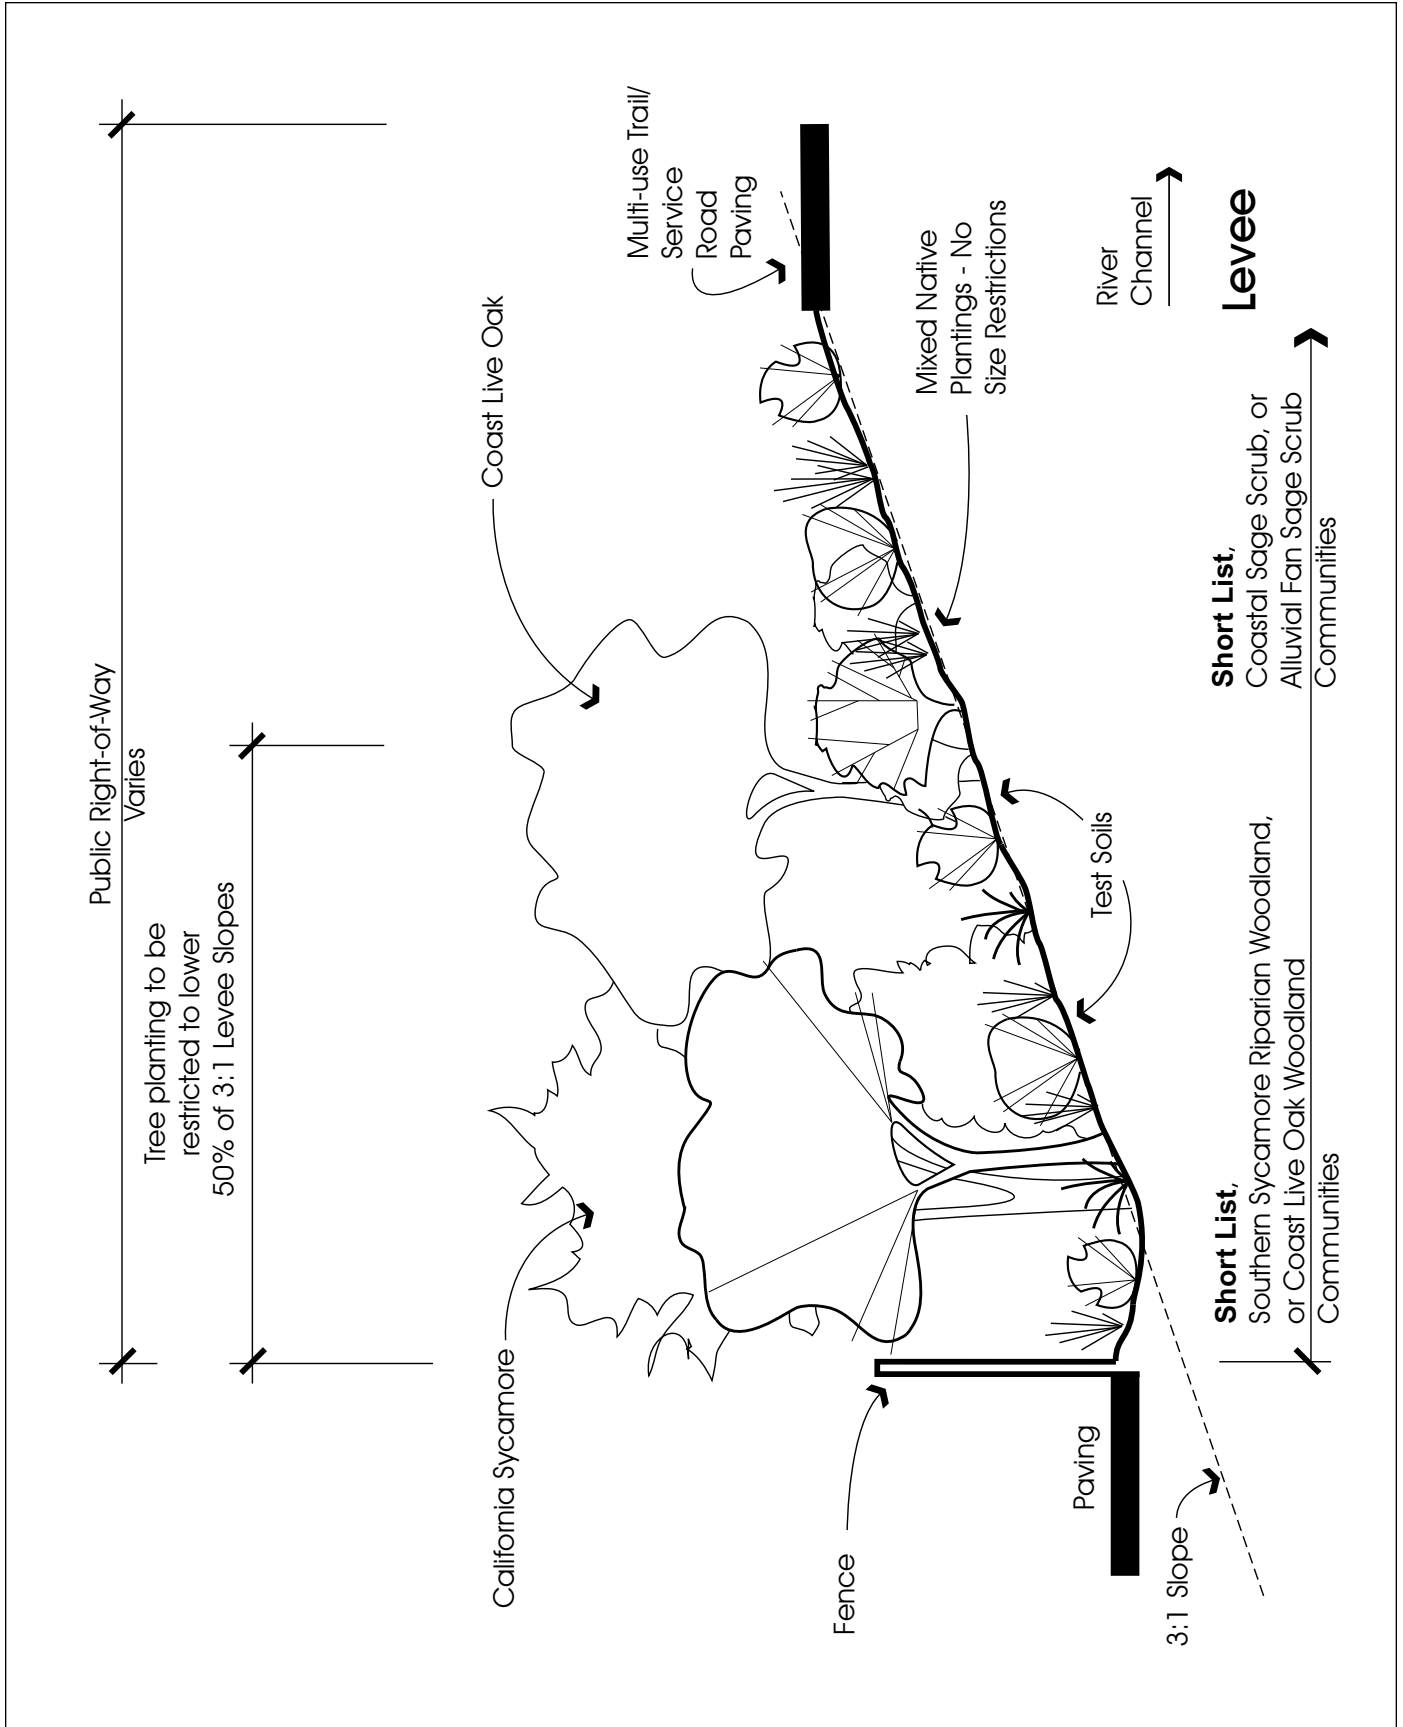 Public Right-of-Way
Varies
Tree planting to be
restricted to lower
50% of 3:1 Levee Slopes
California Sycamore
Coast Live Oak
Multi-use Trail/
Service
Road
Paving
Fence
Mixed Native
Plantings - No
Size Restrictions
Paving
Test Soils
River
Channel
3:1 Slope
Short List,
Southern Sycamore Riparian Woodland,
or Coast Live Oak Woodland
Communities
Short List,
Coastal Sage Scrub, or
Alluvial Fan Sage Scrub
Communities
Levee